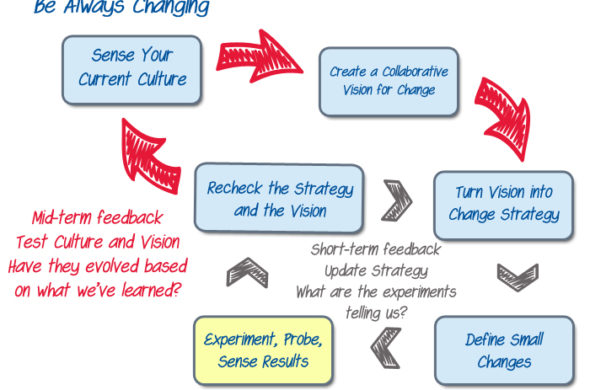 Be Always Changing
Sense Your
Current Culture
Create a Collaborative
Vision for Change
Recheck the Strategy
and the Vision
Turn Vision into
Change Strategy
Mid-term feedback
Test Culture and Vision
Have they evolved based
on what we've learned?
Short-term feedback
Update Strategy
What are the experiments
telling us?
Experiment, Probe,
Sense Results
Define Small
Changes